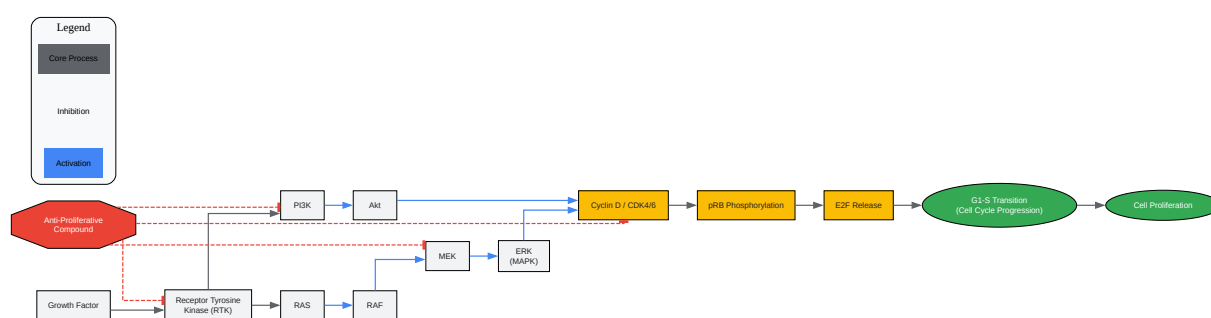 Legend
Core Process
Inhibition
Activation
Anti-Proliferative
Compound
PI3K
Akt
Cyclin D / CDK4/6
pRB Phosphorylation
E2F Release
G1-S Transition
(Cell Cycle Progression)
Cell Proliferation
MEK
ERK
(MAPK)
Growth Factor
Receptor Tyrosine
Kinase (RTK)
RAS
RAF